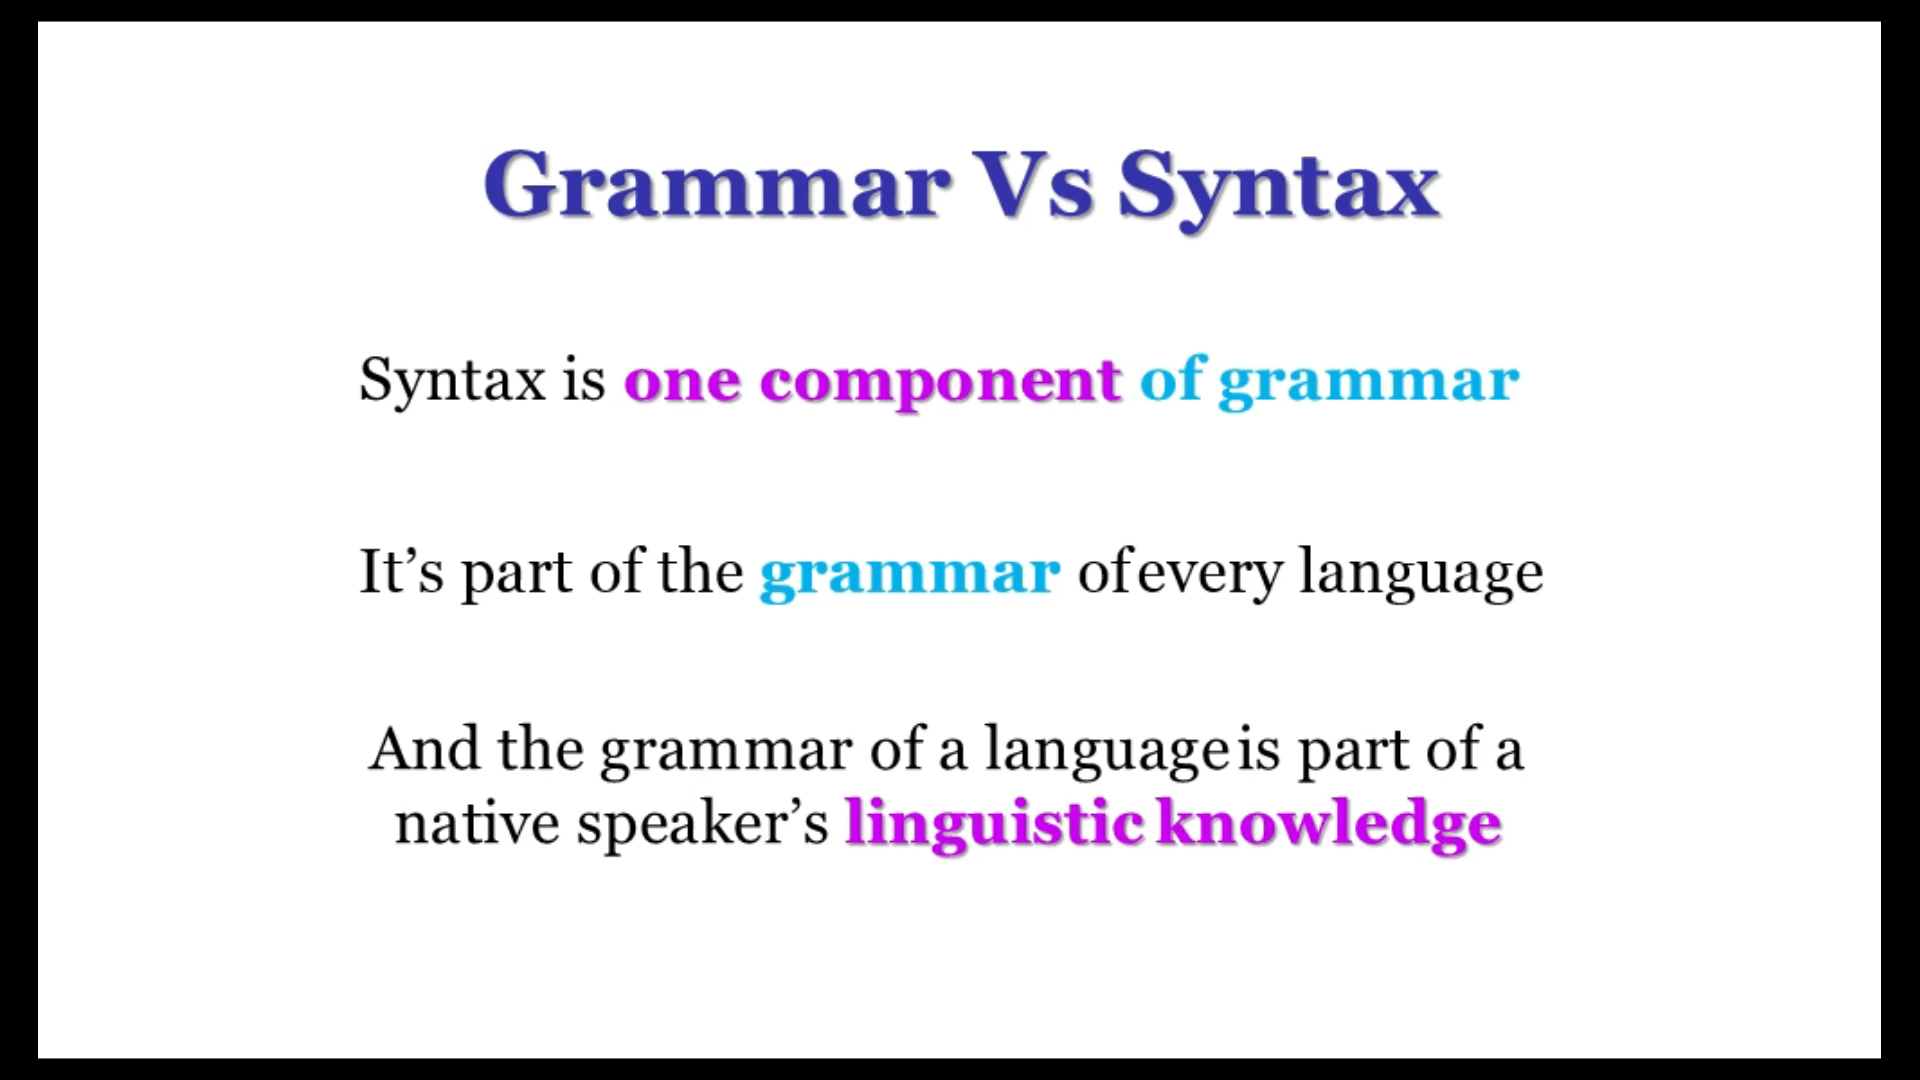 Grammar Vs Syntax
Syntax is one component of grammar
It’s part of the grammar of every language
And the grammar of a language is part of a
native speaker’s linguistic knowledge